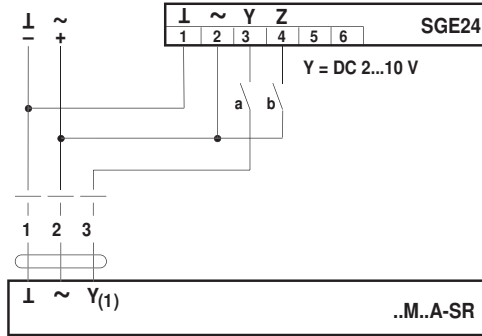 ⊥ ~ Y Z
SGE24
1 2 3 4 5 6
⊥ ~
– +
Y = DC 2...10 V
a b
1 2 3
⊥ ~ Y(1)
..M..A-SR